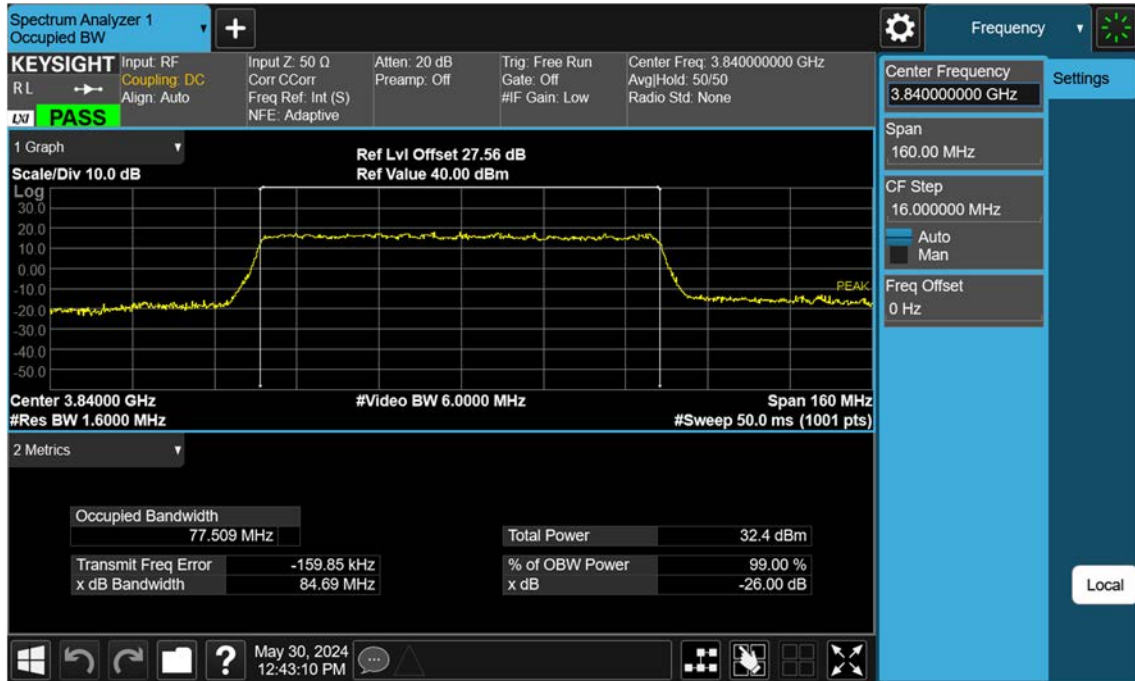 Spectrum Analyzer 1
Occupied BW
Frequency
KEYSIGHT
RL
LXI PASS
Input: RF
Coupling: DC
Align: Auto
Input Z: 50 Ω
Corr CCorr
Freq Ref: Int (S)
NFE: Adaptive
Atten: 20 dB
Preamp: Off
Trig: Free Run
Gate: Off
#IF Gain: Low
Center Freq: 3.840000000 GHz
Avg|Hold: 50/50
Radio Std: None
Center Frequency
3.840000000 GHz
Settings
Span
160.00 MHz
CF Step
16.000000 MHz
Auto
Man
Freq Offset
0 Hz
Local
1 Graph
Scale/Div 10.0 dB
Ref Lvl Offset 27.56 dB
Ref Value 40.00 dBm
Log
30.0
20.0
10.0
0.00
-10.0
-20.0
-30.0
-40.0
-50.0
PEAK
Center 3.84000 GHz
#Video BW 6.0000 MHz
Span 160 MHz
#Res BW 1.6000 MHz
#Sweep 50.0 ms (1001 pts)
2 Metrics
Occupied Bandwidth
77.509 MHz
Total Power 32.4 dBm
Transmit Freq Error -159.85 kHz
% of OBW Power 99.00 %
x dB Bandwidth 84.69 MHz
x dB -26.00 dB
?
May 30, 2024
12:43:10 PM